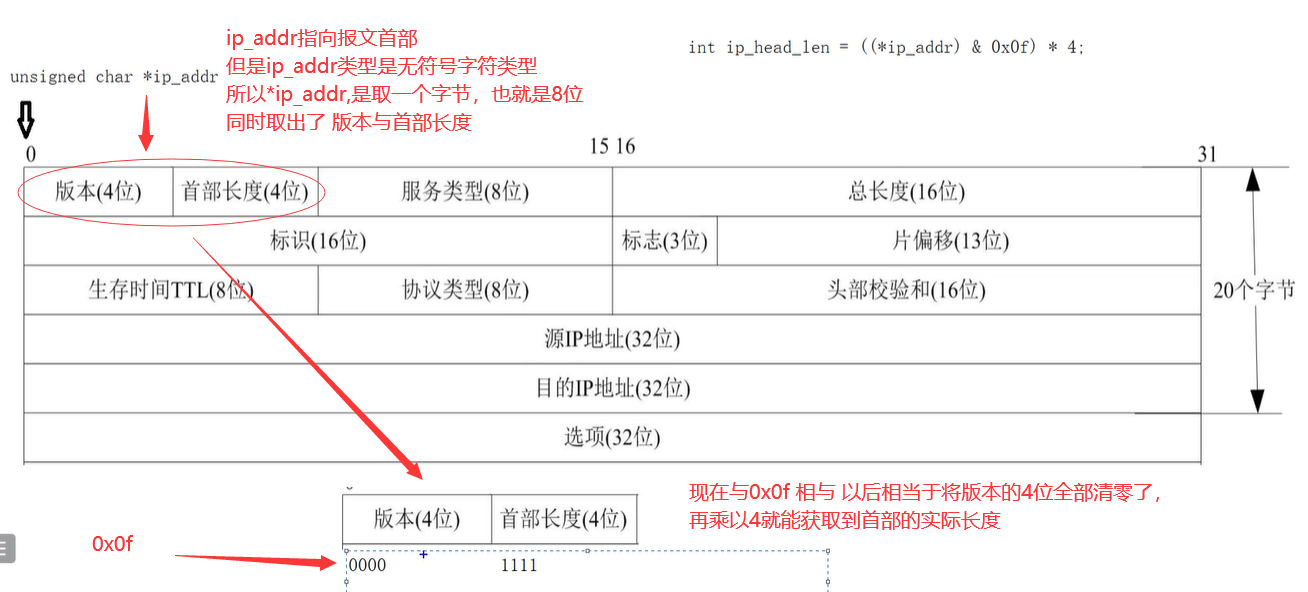 ip_addr指向报文首部
但是ip_addr类型是无符号字符类型
所以*ip_addr,是取一个字节，也就是8位
同时取出了 版本与首部长度
int ip_head_len = ((*ip_addr) & 0x0f) * 4;
unsigned char *ip_addr
0 15 16 31
版本(4位) 首部长度(4位) 服务类型(8位) 总长度(16位)
标识(16位) 标志(3位) 片偏移(13位)
生存时间TTL(8位) 协议类型(8位) 头部校验和(16位)
20个字节
源IP地址(32位)
目的IP地址(32位)
选项(32位)
版本(4位) 首部长度(4位)
现在与0x0f 相与 以后相当于将版本的4位全部清零了，
再乘以4就能获取到首部的实际长度
0x0f
0000 1111